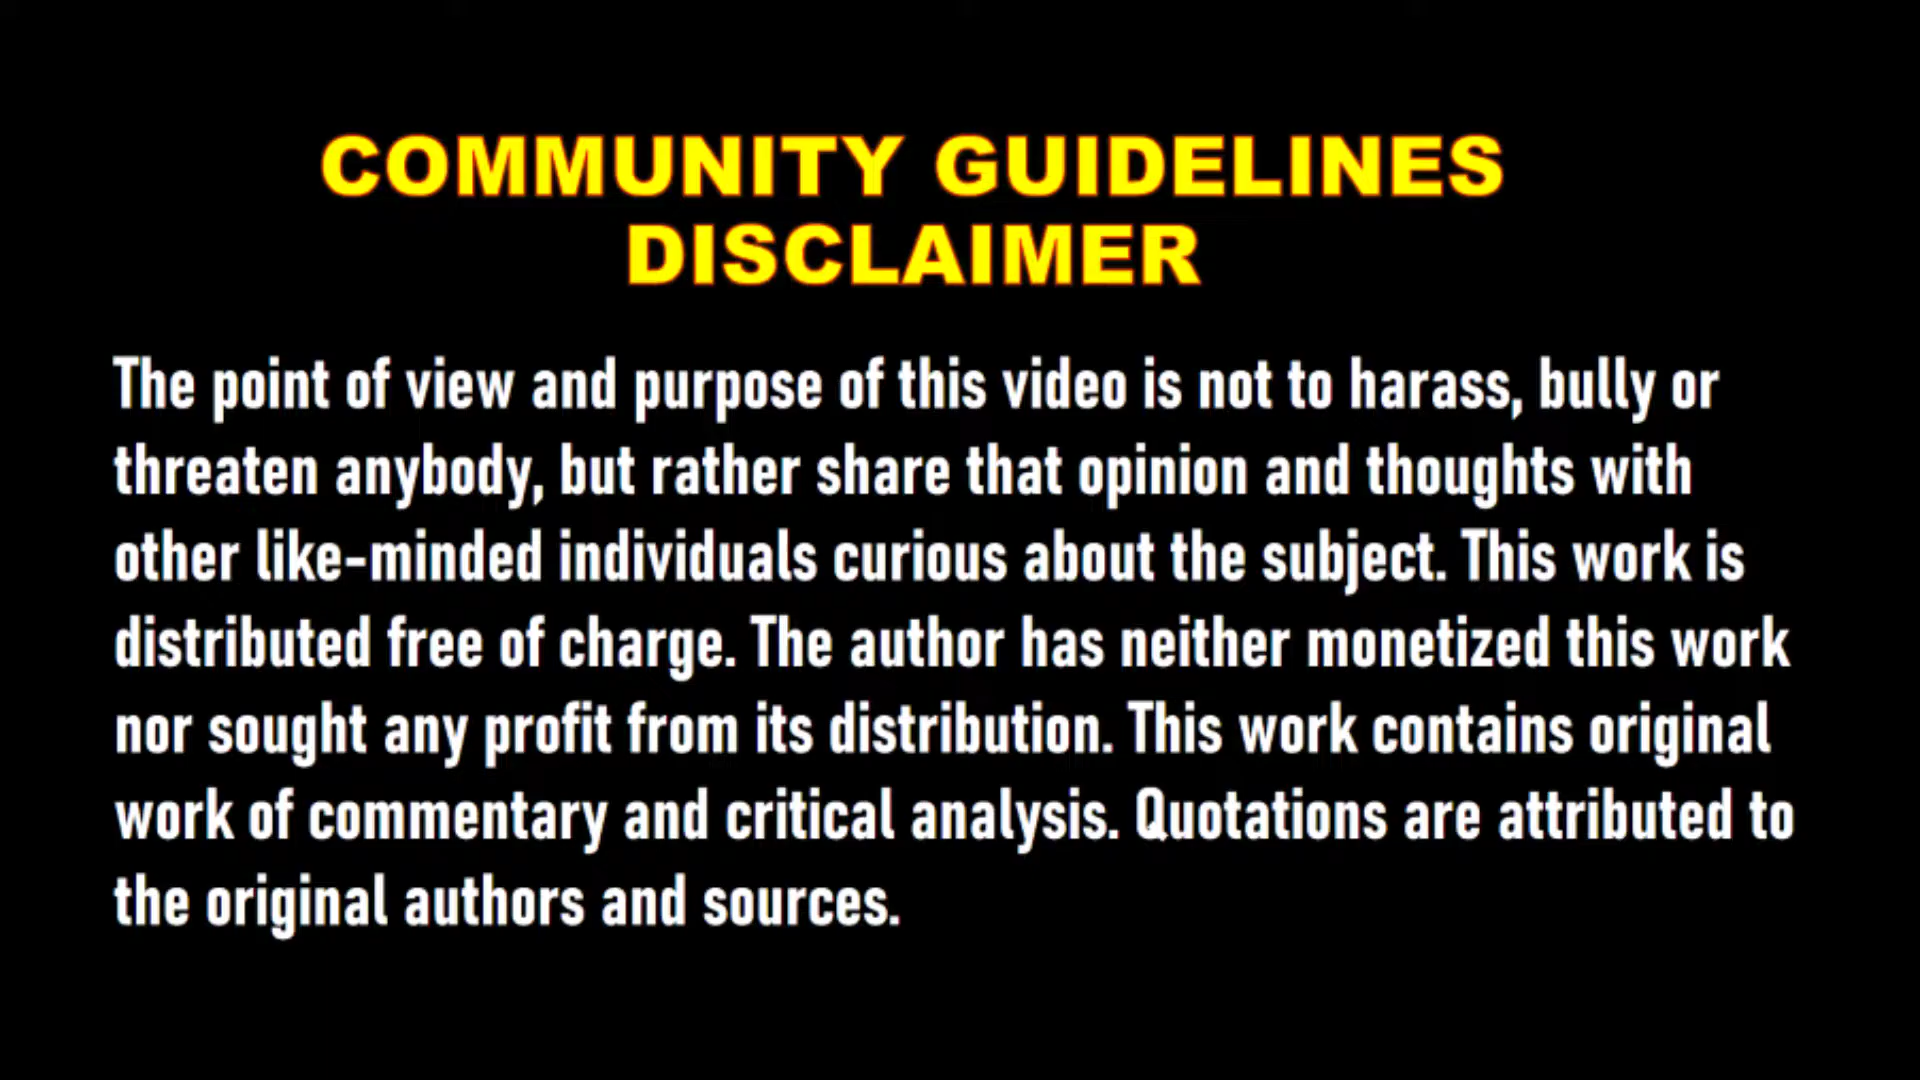 COMMUNITY GUIDELINES
DISCLAIMER
The point of view and purpose of this video is not to harass, bully or
threaten anybody, but rather share that opinion and thoughts with
other like-minded individuals curious about the subject. This work is
distributed free of charge. The author has neither monetized this work
nor sought any profit from its distribution. This work contains original
work of commentary and critical analysis. Quotations are attributed to
the original authors and sources.